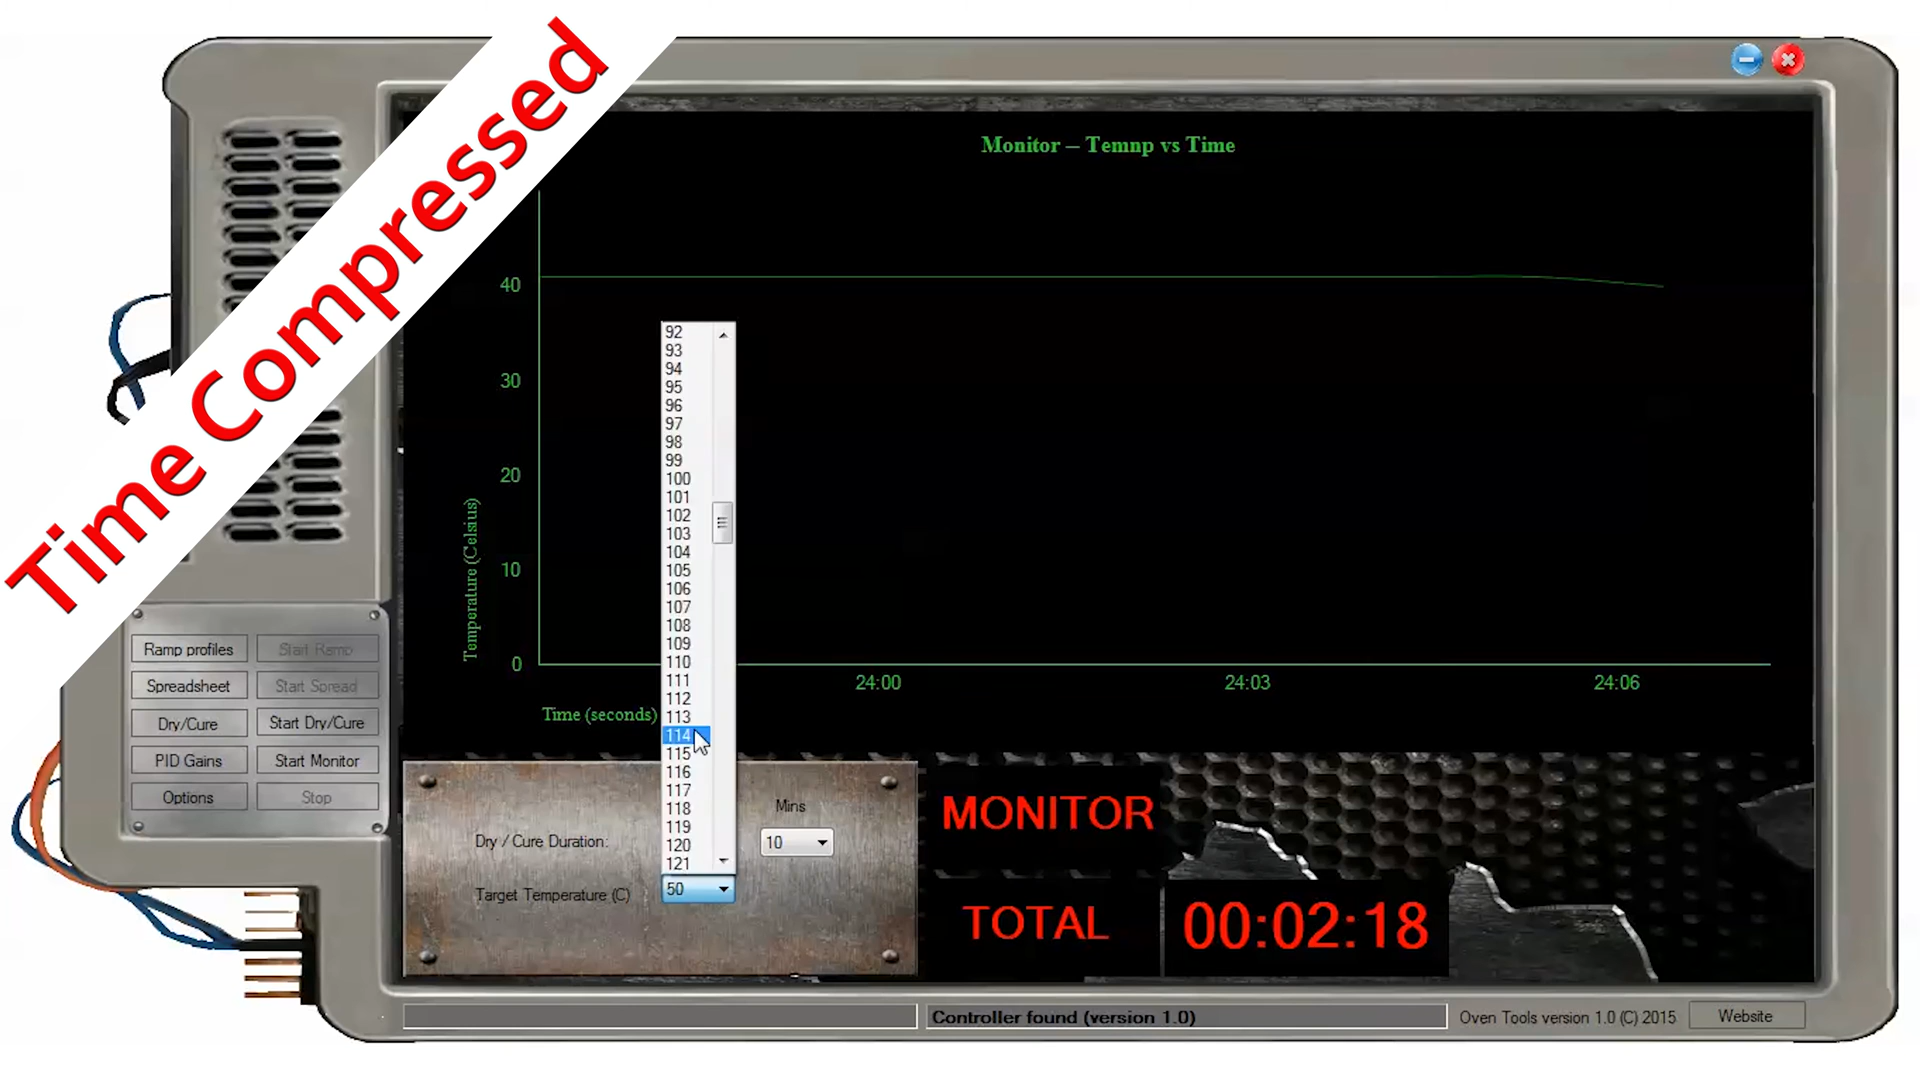 Time Compressed
Monitor – Temnp vs Time
40
30
20
10
0
Temperature (Celsius)
24:00
24:03
24:06
Time (seconds)
92
93
94
95
96
97
98
99
100
101
102
103
104
105
106
107
108
109
110
111
112
113
114
115
116
117
118
119
120
121
Ramp profiles
Start Ramp
Spreadsheet
Start Spread
Dry/Cure
Start Dry/Cure
PID Gains
Start Monitor
Options
Stop
Mins
Dry / Cure Duration:
10
Target Temperature (C)
50
MONITOR
TOTAL
00:02:18
Controller found (version 1.0)
Oven Tools version 1.0 (C) 2015
Website